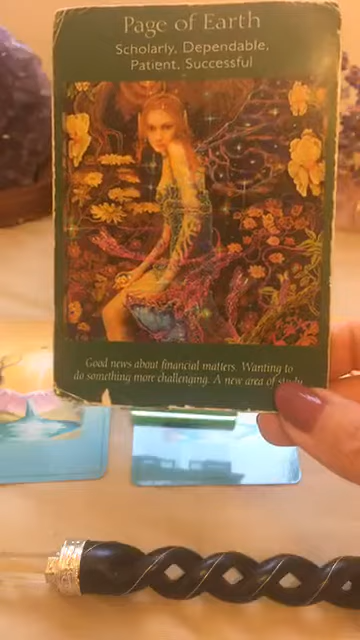 Page of Earth
Scholarly, Dependable,
Patient, Successful
Good news about financial matters. Wanting to
do something more challenging. A new area of study.